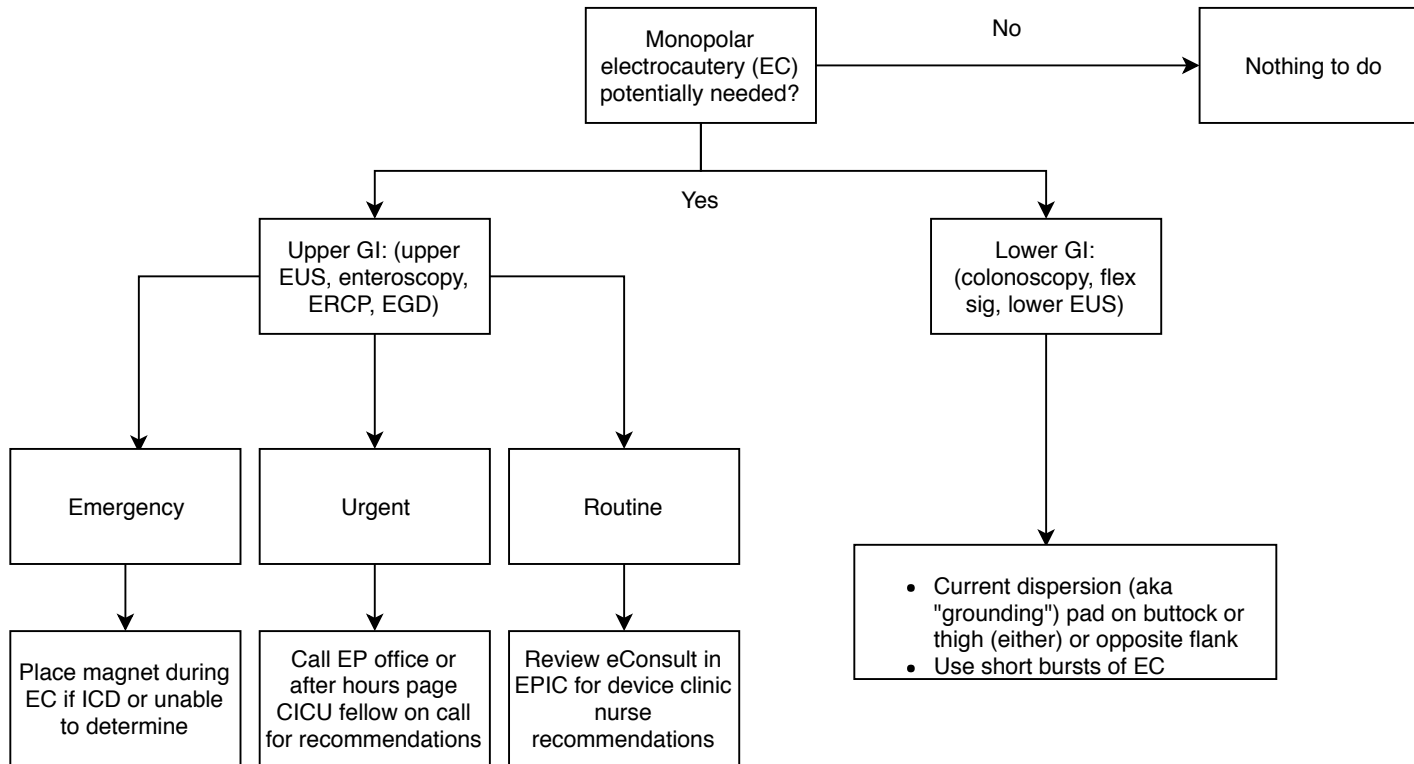 Monopolar
electrocautery (EC)
potentially needed?
No
Nothing to do
Yes
Upper GI: (upper
EUS, enteroscopy,
ERCP, EGD)
Lower GI:
(colonoscopy, flex
sig, lower EUS)
Emergency
Urgent
Routine
Place magnet during
EC if ICD or unable
to determine
Call EP office or
after hours page
CICU fellow on call
for recommendations
Review eConsult in
EPIC for device clinic
nurse
recommendations
• Current dispersion (aka
"grounding") pad on buttock or
thigh (either) or opposite flank
• Use short bursts of EC